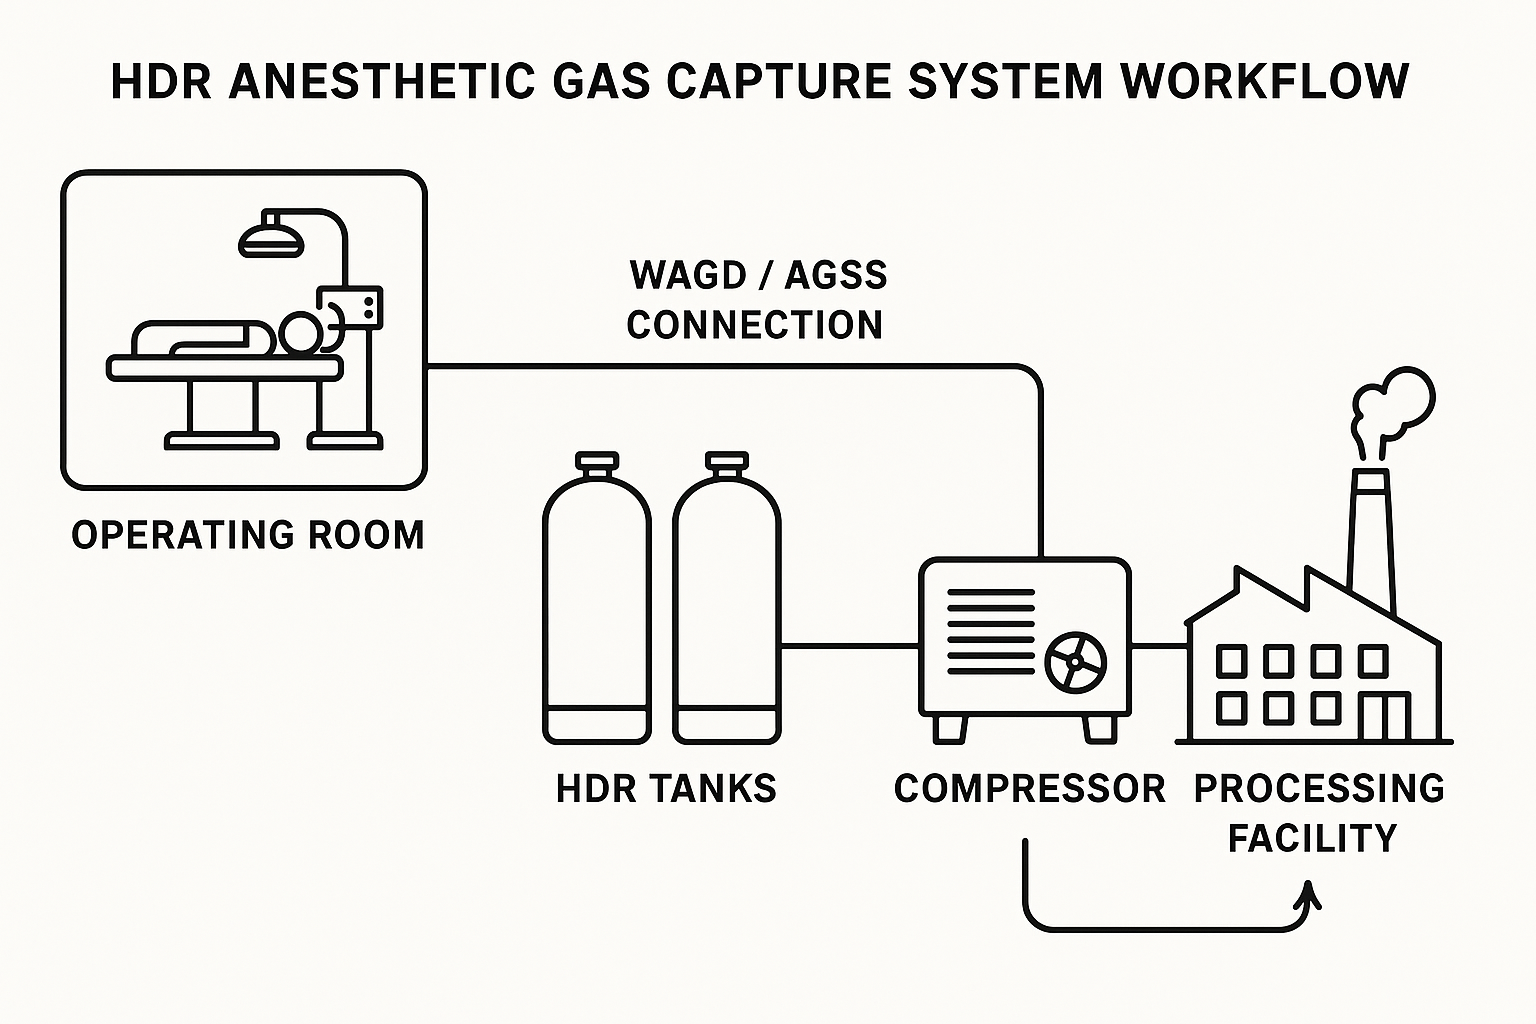 HDR ANESTHETIC GAS CAPTURE SYSTEM WORKFLOW
WAGD / AGSS
CONNECTION
OPERATING ROOM
HDR TANKS
COMPRESSOR
PROCESSING
FACILITY